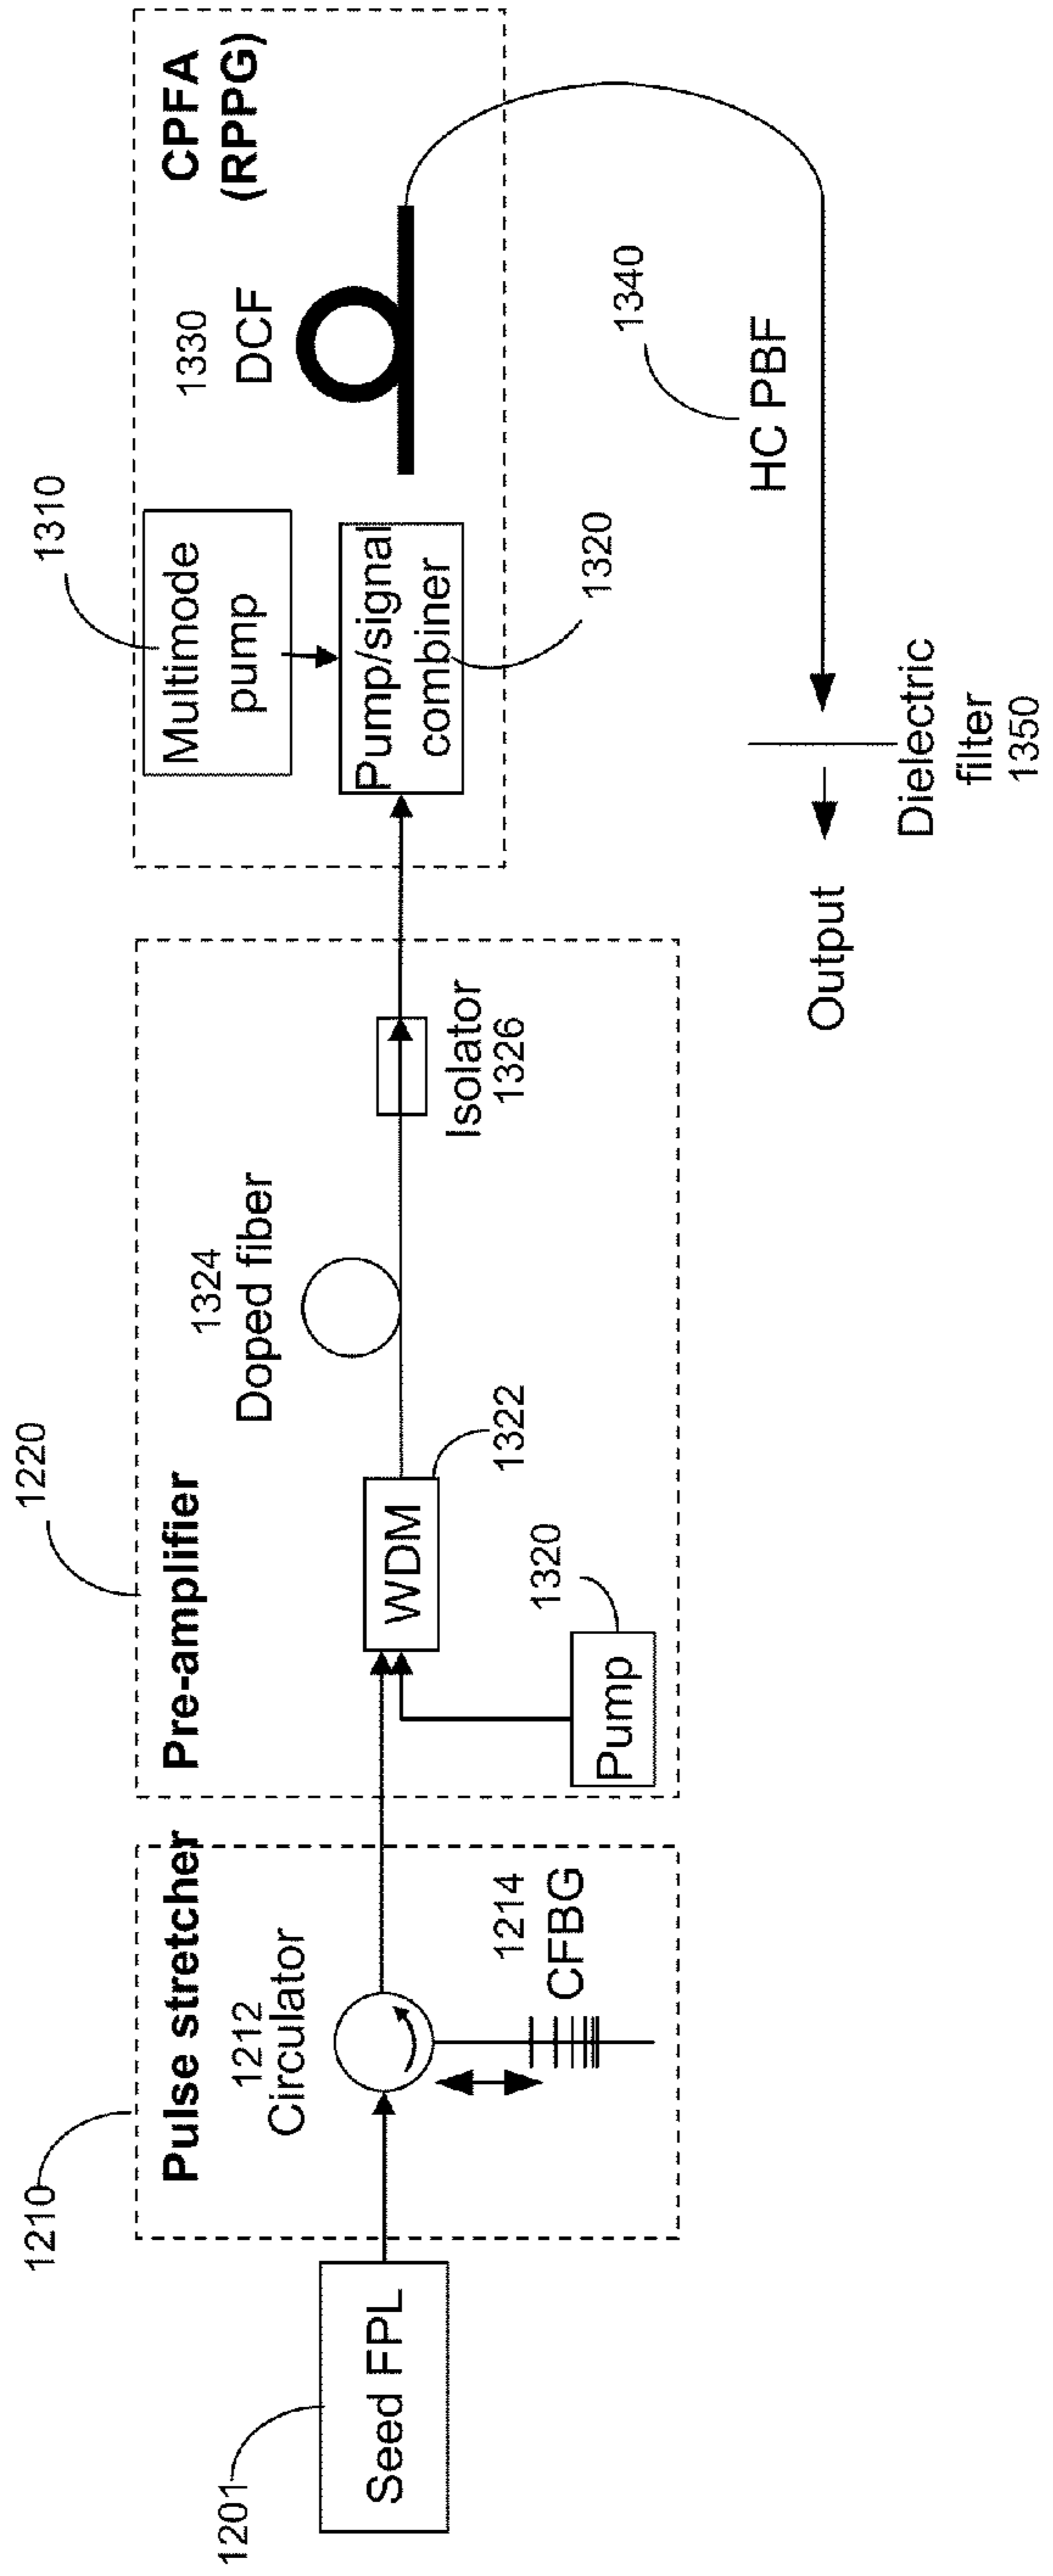 1201
Seed FPL
1210
Pulse stretcher
1212
Circulator
1214
CFBG
1220
Pre-amplifier
WDM
1322
Pump
1320
1324
Doped fiber
Isolator
1326
CPFA
(RPPG)
1310
Multimode
pump
Pump/signal
combiner
1320
1330
DCF
1340
HC PBF
Dielectric
filter
1350
Output